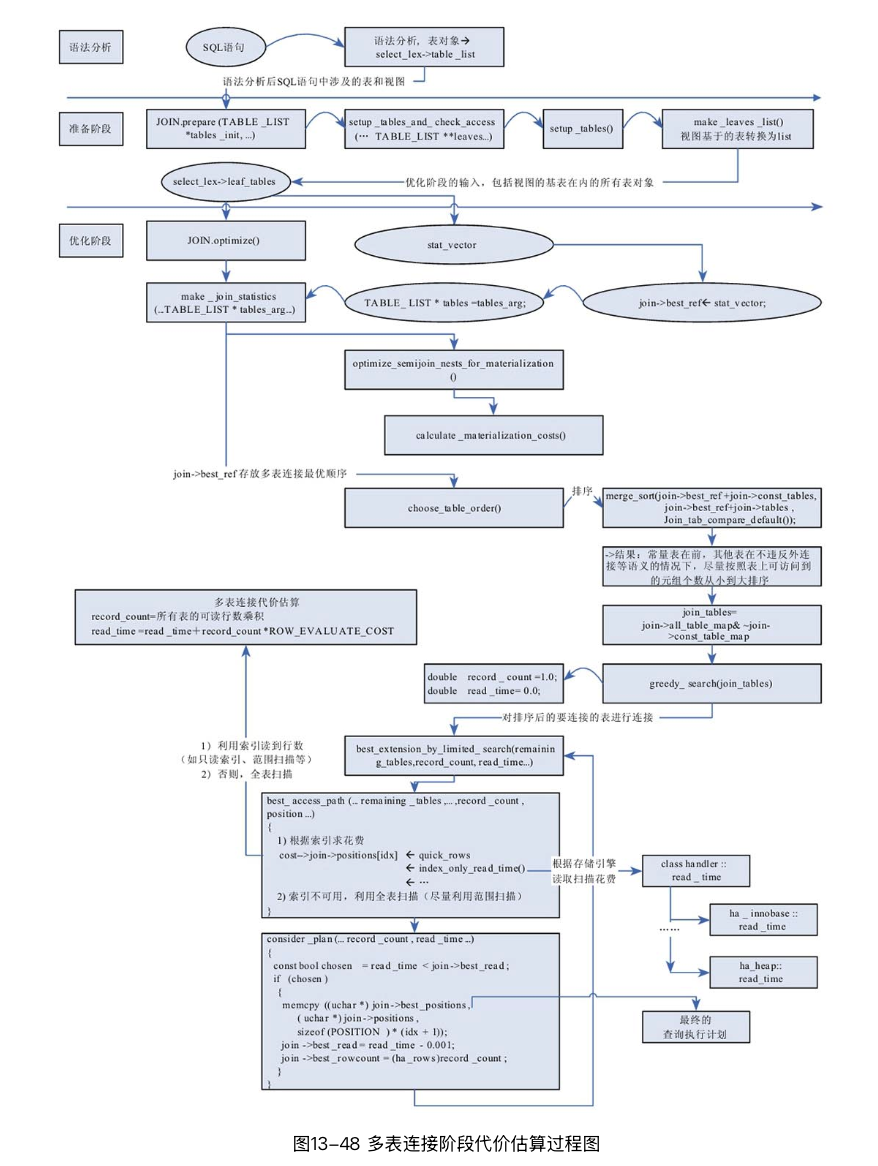 语法分析
SQL语句
语法分析，表对象→
select_lex->table _list
语法分析后SQL语句中涉及的表和视图
准备阶段
JOIN.prepare (TABLE _LIST
*tables _init, ...)
setup _tables_and_ check_access
(… TABLE_LIST **leaves...)
setup _tables()
make _leaves _list()
视图基于的表转换为list
select_lex->leaf_tables
优化阶段的输入，包括视图的基表在内的所有表对象
优化阶段
JOIN.optimize()
stat_vector
make _ join_statistics
(...TABLE_LIST * tables_arg...)
TABLE_ LIST * tables =tables_arg;
join->best_ref← stat_vector;
optimize_semijoin_nests_for_materialization
()
calculate _materialization_costs()
join->best_ref 存放多表连接最优顺序
choose_table_order()
排序
merge_sort(join->best_ref +join->const_tables,
join->best_ref+join->tables ,
Join_tab_compare_default());
->结果：常量表在前，其他表在不违反外连
接等语义的情况下，尽量按照表上可访问到
的元组个数从小到大排序
join_tables=
join->all_table_map& ~join-
>const_table_map
多表连接代价估算
record_count=所有表的可读行数乘积
read_time =read _time＋record_count *ROW_EVALUATE_COST
double record _ count =1.0;
double read _time= 0.0;
greedy_ search(join_tables)
对排序后的要连接的表进行连接
1）利用索引读到行数
（如只读索引、范围扫描等）
2）否则，全表扫描
best_extension_by_limited_ search(remainin
g_tables,record_count, read_time...)
best_ access_path (... remaining _tables ,... ,record _count ,
position ...)
{
1) 根据索引求花费
cost-->join->positions[idx] ← quick_rows
← index_only_read_time()
← …
2) 索引不可用，利用全表扫描（尽量利用范围扫描）
}
根据存储引擎
读取扫描花费
class handler ::
read _ time
ha _ innobase ::
read _time
……
ha_heap::
read_time
consider _plan (... record _count , read _time ...)
{
const bool chosen = read _time < join->best_read ;
if (chosen )
{
memcpy ((uchar *) join->best_positions ,
( uchar *) join->positions ,
sizeof (POSITION ) * (idx + 1));
join ->best _read = read _time - 0.001;
join ->best _rowcount = (ha _rows)record _count ;
}
}
最终的
查询执行计划
图13-48 多表连接阶段代价估算过程图